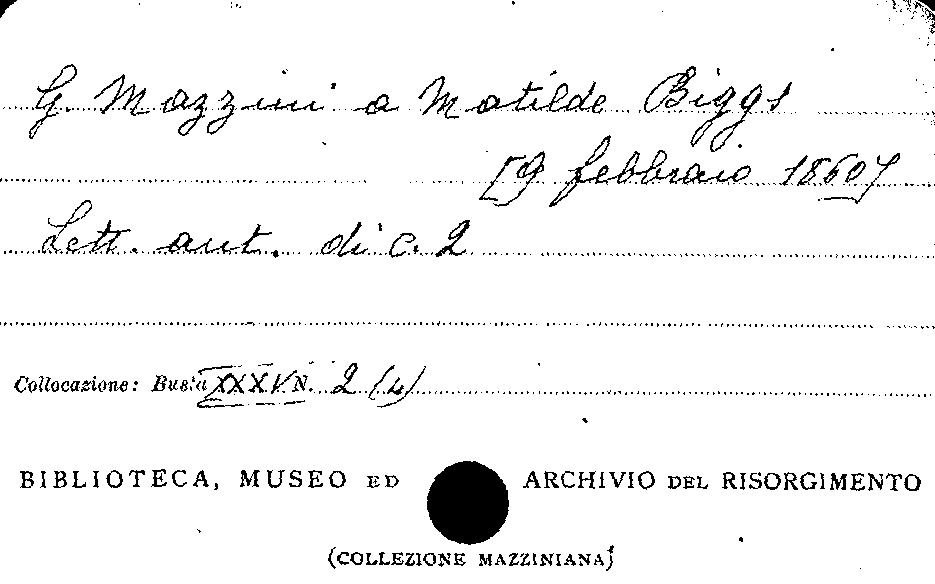 G. Mazzini a Matilde Biggs
[9 febbraio 1860]
Lett. aut. di c. 2
Collocazione: Busta XXXV N. 2 (4)
BIBLIOTECA, MUSEO ED ARCHIVIO DEL RISORGIMENTO
(COLLEZIONE MAZZINIANA)